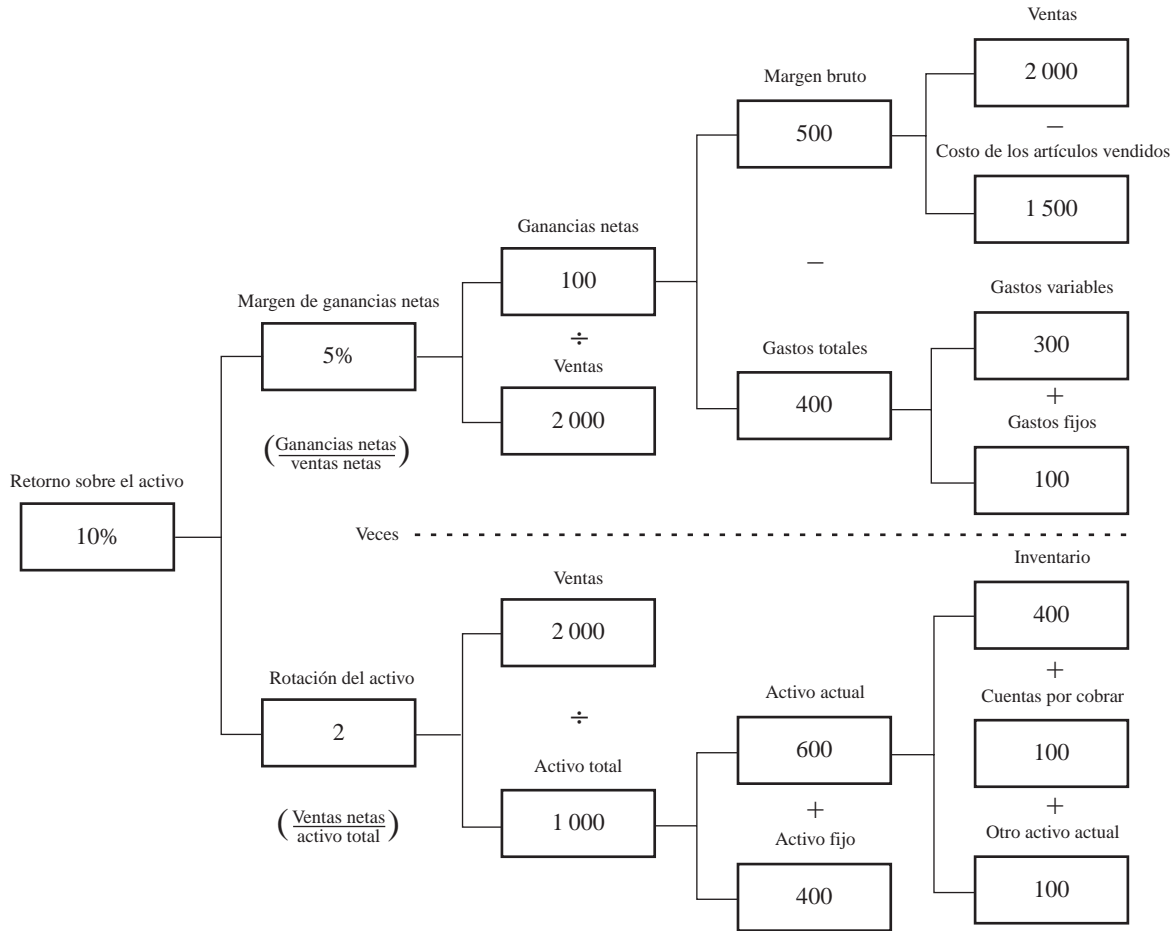 Ventas
2 000
Margen bruto
500
−
Costo de los artículos vendidos
1 500
Ganancias netas
100
−
Gastos variables
300
Margen de ganancias netas
5%
÷
Ventas
2 000
Gastos totales
400
+
Gastos fijos
100
(Ganancias netas
ventas netas)
Retorno sobre el activo
10%
Veces
Ventas
2 000
Inventario
400
Rotación del activo
2
÷
Activo total
1 000
Activo actual
600
+
Cuentas por cobrar
100
(Ventas netas
activo total)
+
Activo fijo
400
+
Otro activo actual
100